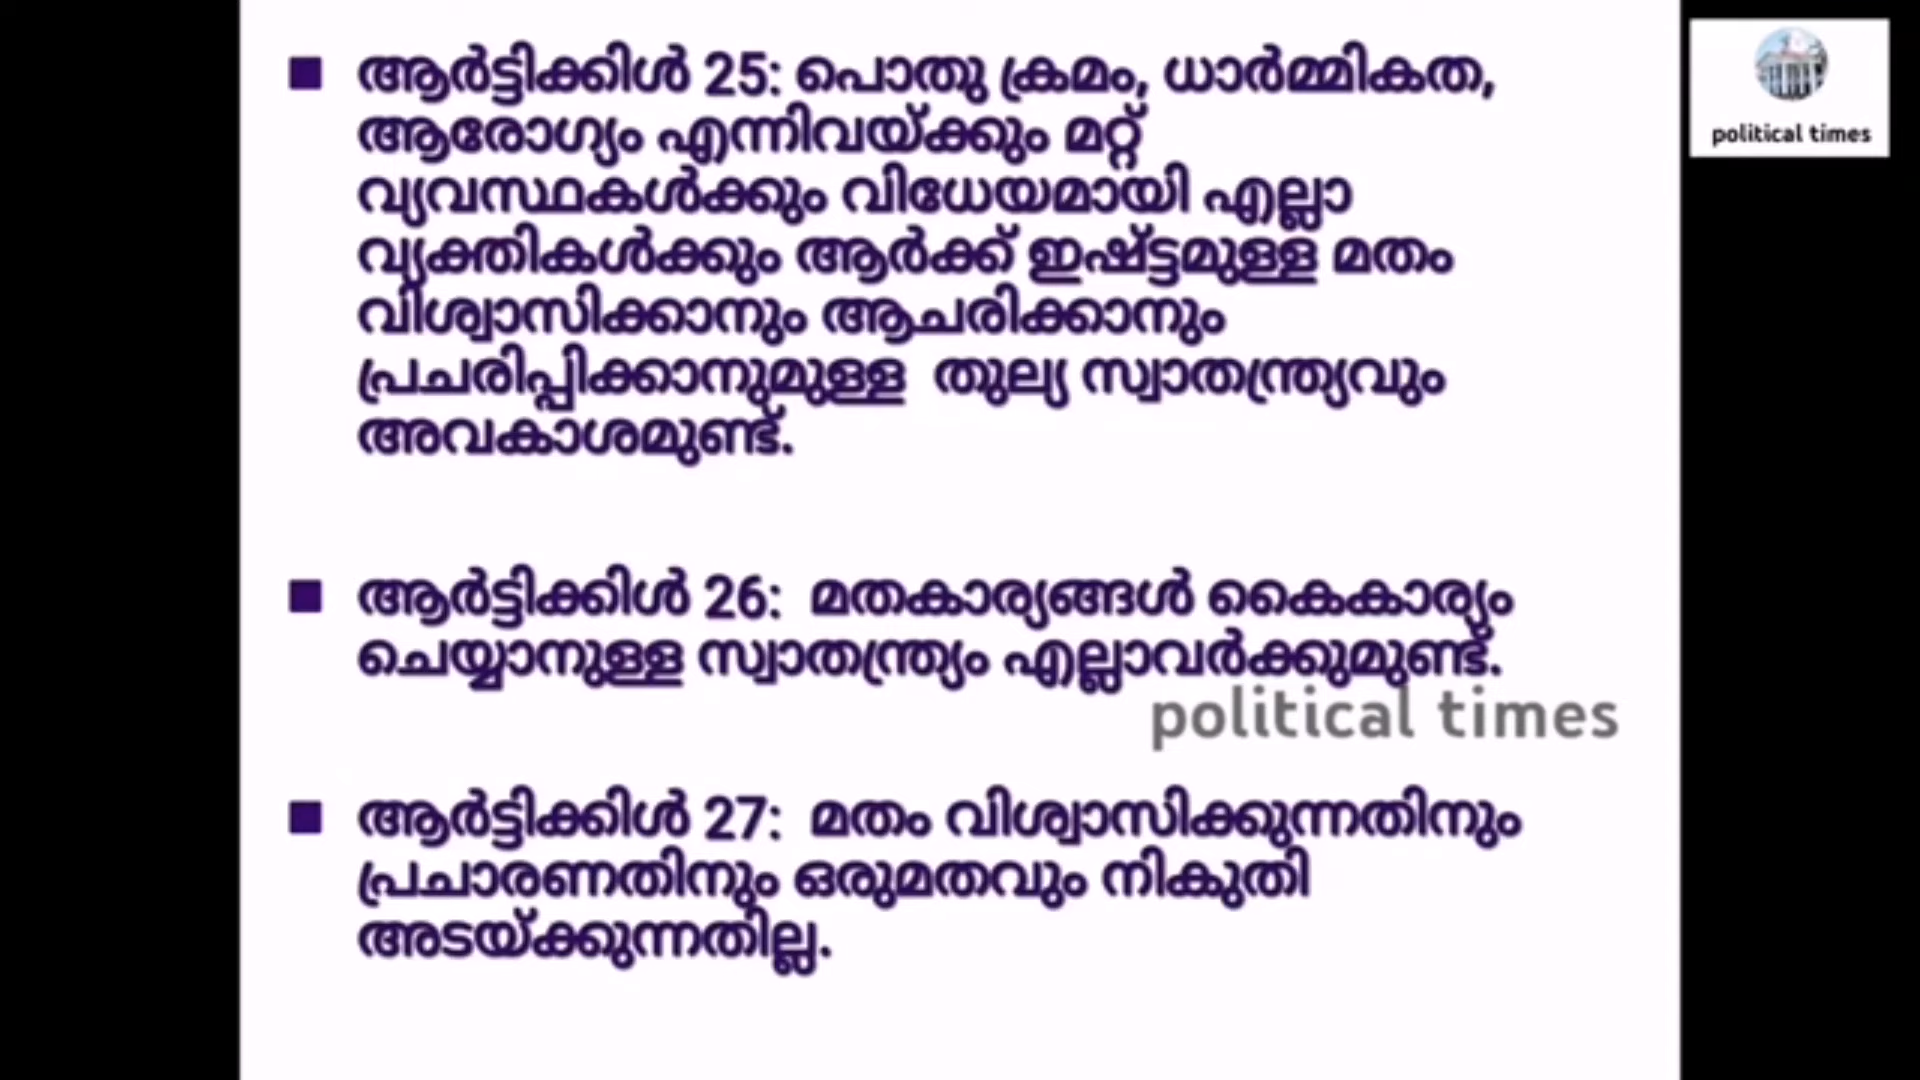 ആർട്ടിക്കിൾ 25: പൊതു ക്രമം, ധാർമ്മികത,
ആരോഗ്യം എന്നിവയ്ക്കും മറ്റ്
വ്യവസ്ഥകൾക്കും വിധേയമായി എല്ലാ
വ്യക്തികൾക്കും ആർക്ക് ഇഷ്ട്ടമുള്ള മതം
വിശ്വാസിക്കാനും ആചരിക്കാനും
പ്രചരിപ്പിക്കാനുമുള്ള തുല്യ സ്വാതന്ത്ര്യവും
അവകാശമുണ്ട്.
ആർട്ടിക്കിൾ 26: മതകാര്യങ്ങൾ കൈകാര്യം
ചെയ്യാനുള്ള സ്വാതന്ത്ര്യം എല്ലാവർക്കുമുണ്ട്.
political times
ആർട്ടിക്കിൾ 27: മതം വിശ്വാസിക്കുന്നതിനും
പ്രചാരണതിനും ഒരുമതവും നികുതി
അടയ്ക്കുന്നതില്ല.
political times